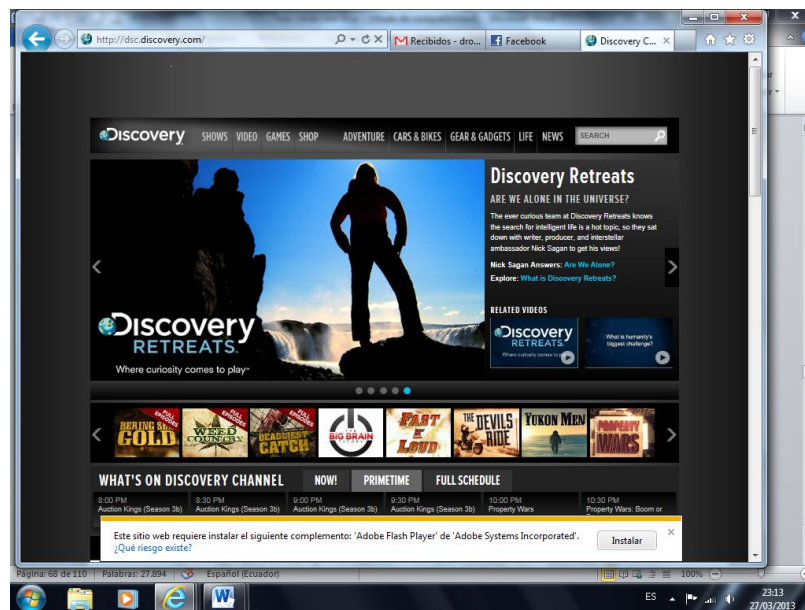 http://dsc.discovery.com/
Recibidos - dro...
Facebook
Discovery C...
Discovery
SHOWS VIDEO GAMES SHOP ADVENTURE CARS & BIKES GEAR & GADGETS LIFE NEWS SEARCH
Discovery Retreats
ARE WE ALONE IN THE UNIVERSE?
The ever curious team at Discovery Retreats knows
the search for intelligent life is a hot topic, so they sat
down with writer, producer, and interstellar
ambassador Nick Sagan to get his views!
Nick Sagan Answers: Are We Alone?
Explore: What is Discovery Retreats?
DISCOVERY
RETREATS
Where curiosity comes to play
RELATED VIDEOS
DISCOVERY
RETREATS
Where curiosity comes to
What is humanity's
biggest challenge?
FULL EPISODES
BERING SEA
GOLD
FULL EPISODES
WEED
COUNTRY
FULL EPISODES
DEADLIEST
CATCH
THE
BIG BRAIN
FAST
N'
LOUD
THE
DEVILS
RIDE
YUKON MEN
PROPERTY
WARS
WHAT'S ON DISCOVERY CHANNEL NOW! PRIMETIME FULL SCHEDULE
8:00 PM
Auction Kings (Season 3b)
8:30 PM
Auction Kings (Season 3b)
9:00 PM
Auction Kings (Season 3b)
9:30 PM
Auction Kings (Season 3b)
10:00 PM
Property Wars
10:30 PM
Property Wars: Boom or
Este sitio web requiere instalar el siguiente complemento: 'Adobe Flash Player' de 'Adobe Systems Incorporated'.
¿Qué riesgo existe?
Instalar
Página: 68 de 110 Palabras: 27.894 Español (Ecuador) 100%
ES 23:13
27/03/2013